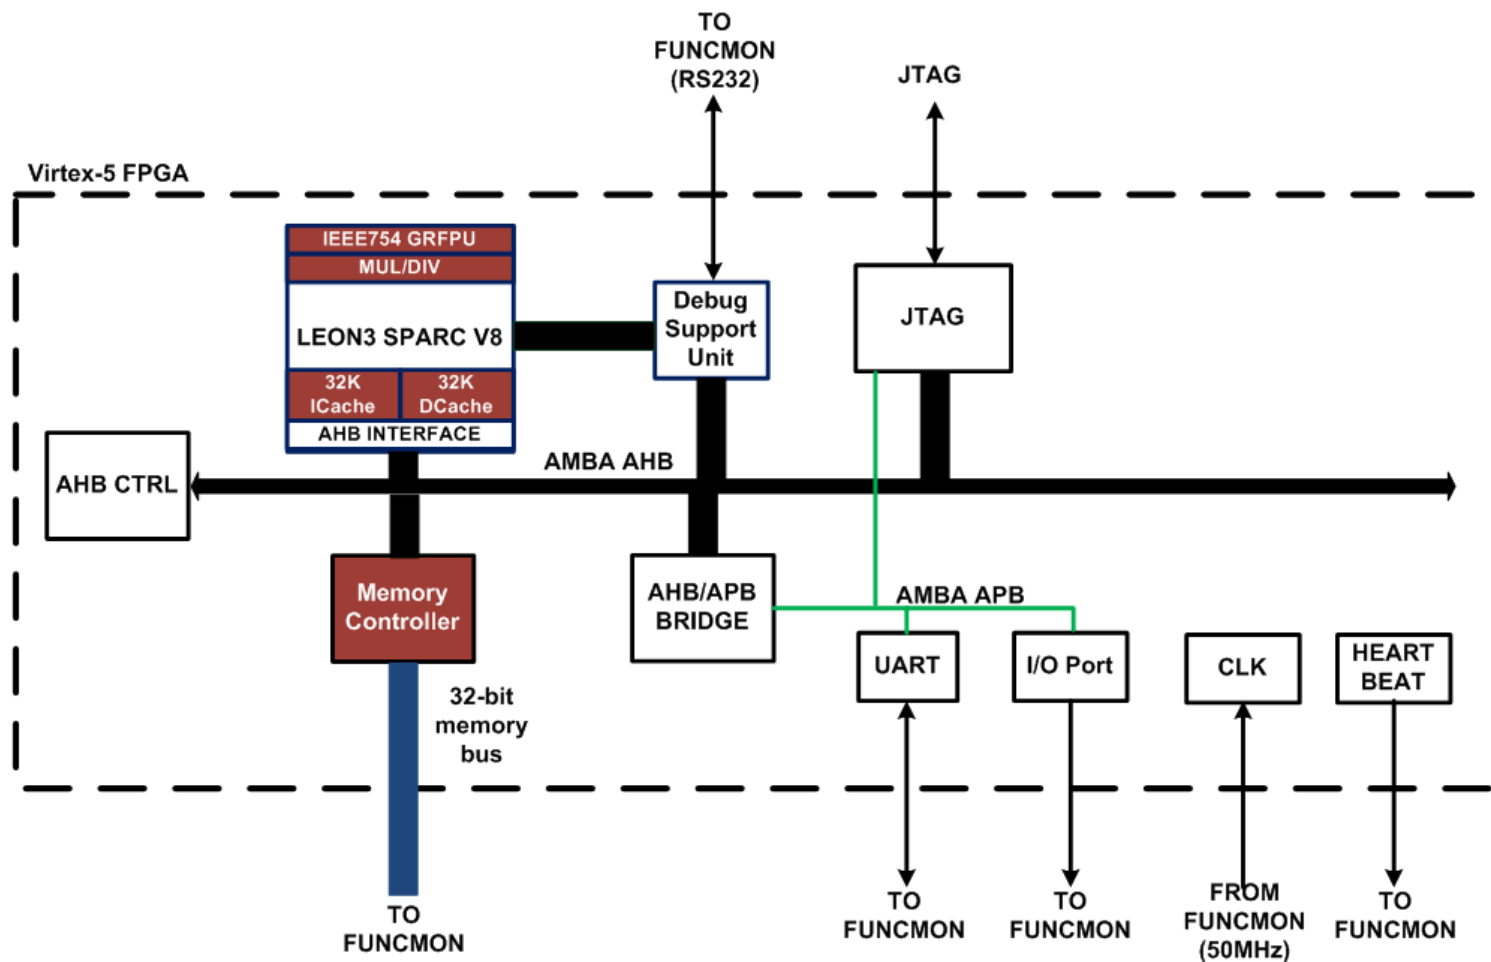 TO
FUNCMON
(RS232)
JTAG
Virtex-5 FPGA
IEEE754 GRFPU
MUL/DIV
LEON3 SPARC V8
32K
ICache
32K
DCache
AHB INTERFACE
Debug
Support
Unit
JTAG
AHB CTRL
AMBA AHB
Memory
Controller
AHB/APB
BRIDGE
AMBA APB
UART
I/O Port
CLK
HEART
BEAT
32-bit
memory
bus
TO
FUNCMON
TO
FUNCMON
TO
FUNCMON
FROM
FUNCMON
(50MHz)
TO
FUNCMON